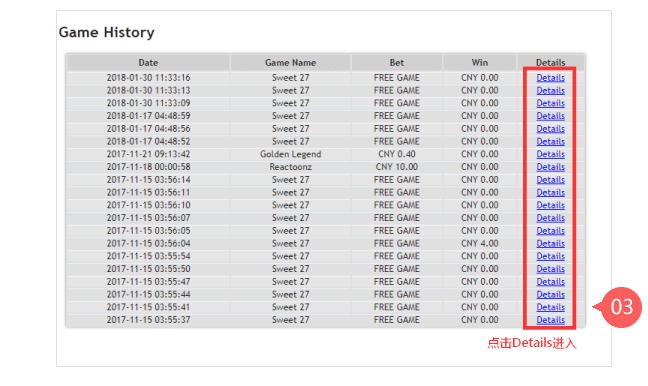 Game History
Date Game Name Bet Win Details
2018-01-30 11:33:16 Sweet 27 FREE GAME CNY 0.00 Details
2018-01-30 11:33:13 Sweet 27 FREE GAME CNY 0.00 Details
2018-01-30 11:33:09 Sweet 27 FREE GAME CNY 0.00 Details
2018-01-17 04:48:59 Sweet 27 FREE GAME CNY 0.00 Details
2018-01-17 04:48:56 Sweet 27 FREE GAME CNY 0.00 Details
2018-01-17 04:48:52 Sweet 27 FREE GAME CNY 0.00 Details
2017-11-21 09:13:42 Golden Legend CNY 0.40 CNY 0.00 Details
2017-11-18 00:00:58 Reactoonz CNY 10.00 CNY 0.00 Details
2017-11-15 03:56:14 Sweet 27 FREE GAME CNY 0.00 Details
2017-11-15 03:56:11 Sweet 27 FREE GAME CNY 0.00 Details
2017-11-15 03:56:10 Sweet 27 FREE GAME CNY 0.00 Details
2017-11-15 03:56:07 Sweet 27 FREE GAME CNY 0.00 Details
2017-11-15 03:56:05 Sweet 27 FREE GAME CNY 0.00 Details
2017-11-15 03:56:04 Sweet 27 FREE GAME CNY 4.00 Details
2017-11-15 03:55:54 Sweet 27 FREE GAME CNY 0.00 Details
2017-11-15 03:55:50 Sweet 27 FREE GAME CNY 0.00 Details
2017-11-15 03:55:47 Sweet 27 FREE GAME CNY 0.00 Details
2017-11-15 03:55:44 Sweet 27 FREE GAME CNY 0.00 Details
2017-11-15 03:55:41 Sweet 27 FREE GAME CNY 0.00 Details
2017-11-15 03:55:37 Sweet 27 FREE GAME CNY 0.00 Details
03
点击Details进入